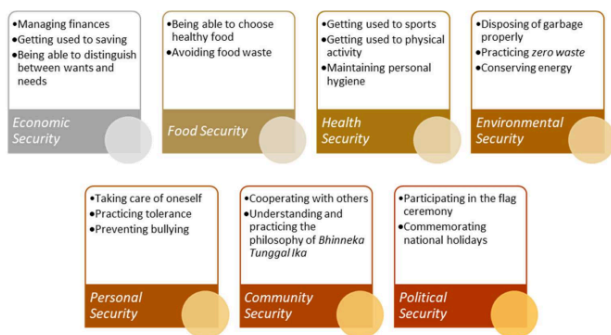 •Managing finances
•Getting used to saving
•Being able to distinguish
between wants and
needs
Economic
Security
•Being able to choose
healthy food
•Avoiding food waste
Food Security
•Getting used to sports
•Getting used to physical
activity
•Maintaining personal
hygiene
Health
Security
•Disposing of garbage
properly
•Practicing zero waste
•Conserving energy
Environmental
Security
•Taking care of oneself
•Practicing tolerance
•Preventing bullying
Personal
Security
•Cooperating with others
•Understanding and
practicing the
philosophy of Bhinneka
Tunggal Ika
Community
Security
•Participating in the flag
ceremony
•Commemorating
national holidays
Political
Security